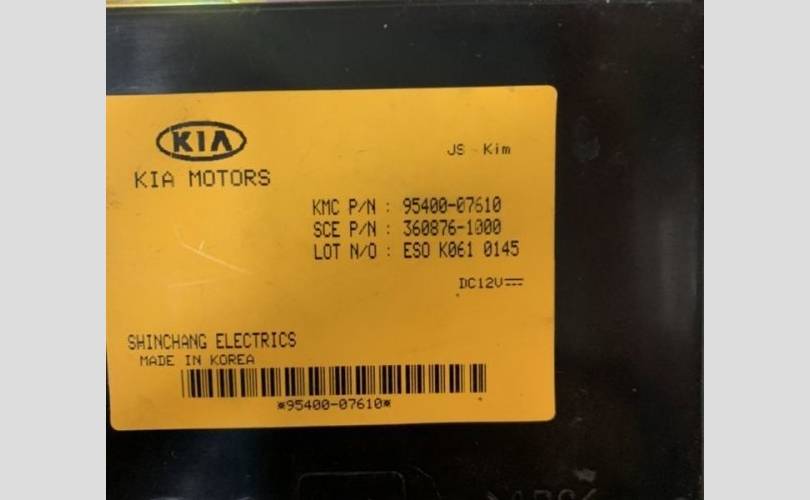 KIA
JS - Kim
KIA MOTORS
KMC P/N : 95400-07610
SCE P/N : 360876-1000
LOT N/O : ESO K061 0145
DC12V
SHINCHANG ELECTRICS
MADE IN KOREA
*95400-07610*